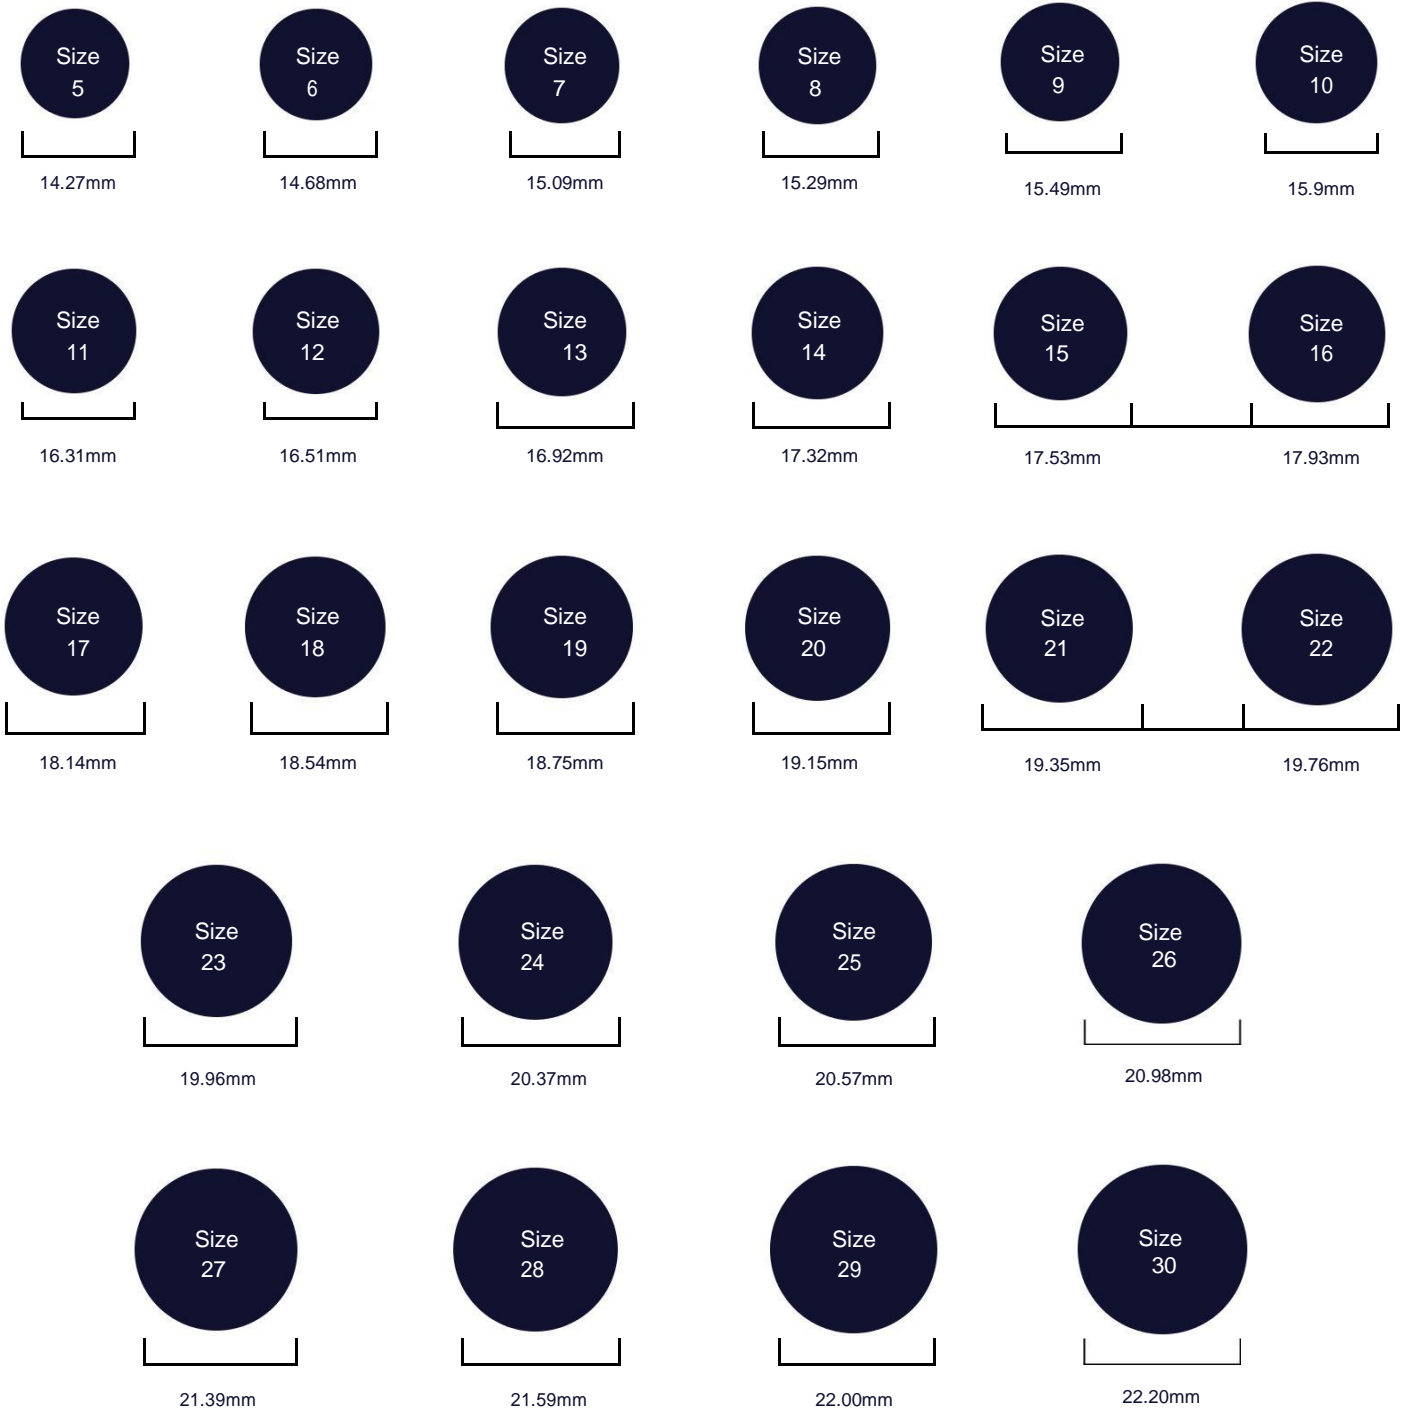 Size
5
14.27mm
Size
6
14.68mm
Size
7
15.09mm
Size
8
15.29mm
Size
9
15.49mm
Size
10
15.9mm
Size
11
16.31mm
Size
12
16.51mm
Size
13
16.92mm
Size
14
17.32mm
Size
15
17.53mm
Size
16
17.93mm
Size
17
18.14mm
Size
18
18.54mm
Size
19
18.75mm
Size
20
19.15mm
Size
21
19.35mm
Size
22
19.76mm
Size
23
19.96mm
Size
24
20.37mm
Size
25
20.57mm
Size
26
20.98mm
Size
27
21.39mm
Size
28
21.59mm
Size
29
22.00mm
Size
30
22.20mm